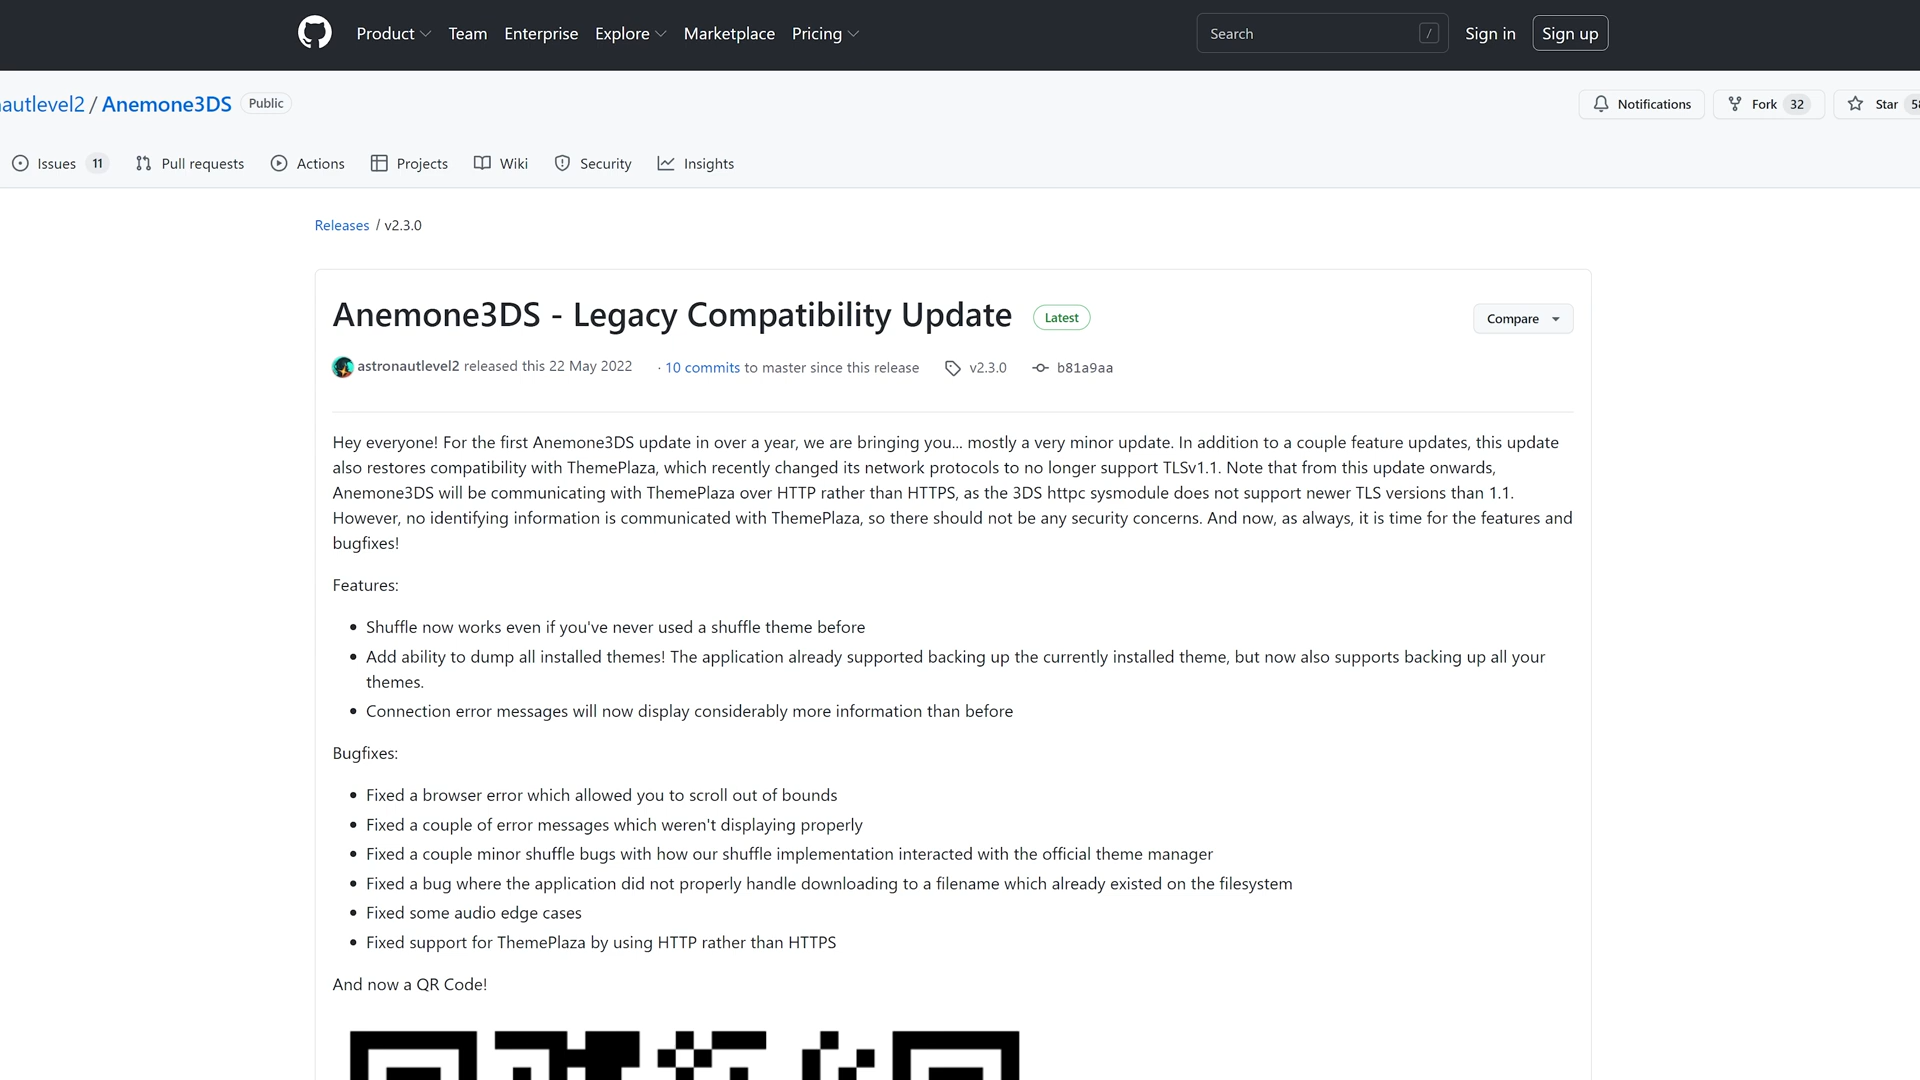 Product Team Enterprise Explore Marketplace Pricing Search / Sign in Sign up
autlevel2 / Anemone3DS Public Notifications Fork 32 Star 58
Issues 11 Pull requests Actions Projects Wiki Security Insights
Releases / v2.3.0
Anemone3DS - Legacy Compatibility Update Latest Compare
astronautlevel2 released this 22 May 2022 · 10 commits to master since this release v2.3.0 b81a9aa
Hey everyone! For the first Anemone3DS update in over a year, we are bringing you... mostly a very minor update. In addition to a couple feature updates, this update
also restores compatibility with ThemePlaza, which recently changed its network protocols to no longer support TLSv1.1. Note that from this update onwards,
Anemone3DS will be communicating with ThemePlaza over HTTP rather than HTTPS, as the 3DS httpc sysmodule does not support newer TLS versions than 1.1.
However, no identifying information is communicated with ThemePlaza, so there should not be any security concerns. And now, as always, it is time for the features and
bugfixes!
Features:
• Shuffle now works even if you've never used a shuffle theme before
• Add ability to dump all installed themes! The application already supported backing up the currently installed theme, but now also supports backing up all your
themes.
• Connection error messages will now display considerably more information than before
Bugfixes:
• Fixed a browser error which allowed you to scroll out of bounds
• Fixed a couple of error messages which weren't displaying properly
• Fixed a couple minor shuffle bugs with how our shuffle implementation interacted with the official theme manager
• Fixed a bug where the application did not properly handle downloading to a filename which already existed on the filesystem
• Fixed some audio edge cases
• Fixed support for ThemePlaza by using HTTP rather than HTTPS
And now a QR Code!